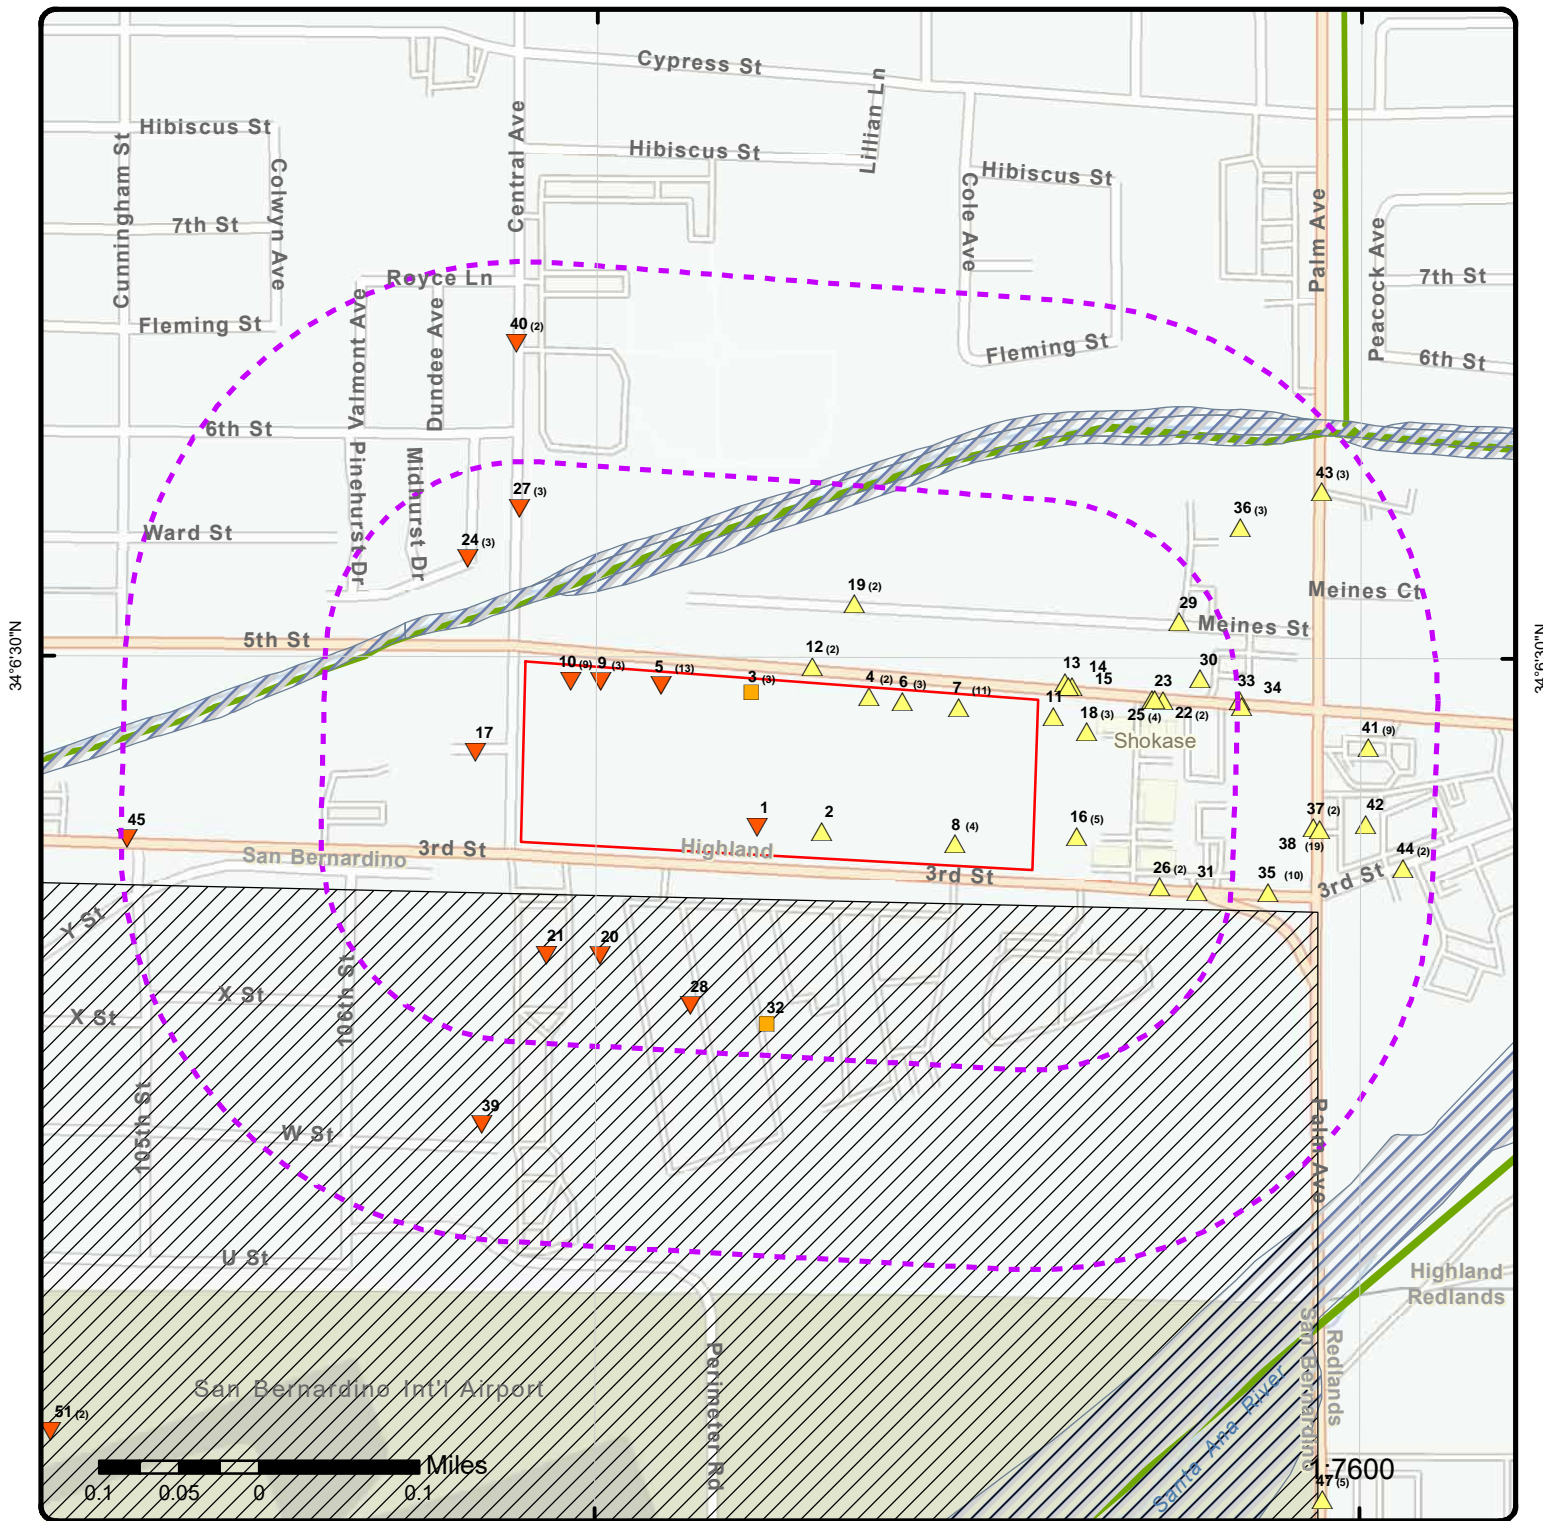 Cypress St
Hibiscus St
Hibiscus St
Hibiscus St
Cunningham St
Colwyn Ave
Central Ave
Lillian Ln
Cole Ave
Palm Ave
Peacock Ave
7th St
7th St
Royce Ln
Fleming St
Fleming St
6th St
Valmont Ave
Dundee Ave
40 (2)
6th St
Pinehurst Dr
Midhurst Dr
27 (3)
43 (3)
36 (3)
Ward St
24 (3)
19 (2)
Meines Ct
29
Meines St
34°6'30"N
34°6'30"N
5th St
12 (2)
10 (9)
9 (3)
5 (13)
3 (3)
4 (2)
6 (3)
7 (11)
13
14
15
30
23
33
34
11
18 (3)
25 (4)
22 (2)
Shokase
17
41 (9)
45
1
2
8 (4)
16 (5)
37 (2)
42
38 (19)
3rd St
San Bernardino
Highland
3rd St
26 (2)
31
35 (10)
3rd St
44 (2)
Y St
21
20
X St
X St
106th St
28
32
39
W St
105th St
Palm Ave
U St
Highland
Redlands
San Bernardino
Redlands
Perimeter Rd
San Bernardino Int'l Airport
Santa Ana River
51 (2)
Miles
0.1
0.05
0
0.1
1:7600
47 (5)